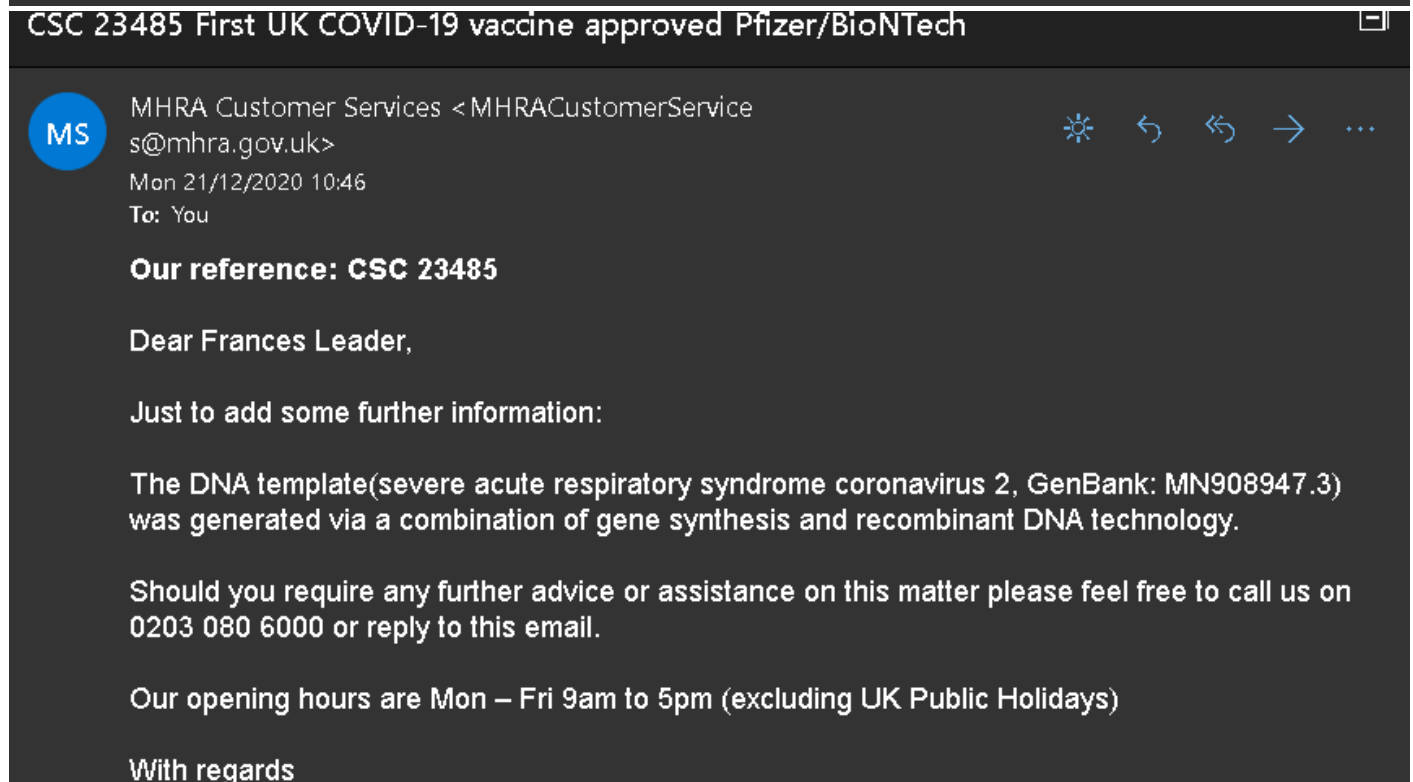 CSC 23485 First UK COVID-19 vaccine approved Pfizer/BioNTech
MS
MHRA Customer Services <MHRACustomerService
s@mhra.gov.uk>
Mon 21/12/2020 10:46
To: You
Our reference: CSC 23485
Dear Frances Leader,
Just to add some further information:
The DNA template(severe acute respiratory syndrome coronavirus 2, GenBank: MN908947.3)
was generated via a combination of gene synthesis and recombinant DNA technology.
Should you require any further advice or assistance on this matter please feel free to call us on
0203 080 6000 or reply to this email.
Our opening hours are Mon – Fri 9am to 5pm (excluding UK Public Holidays)
With regards